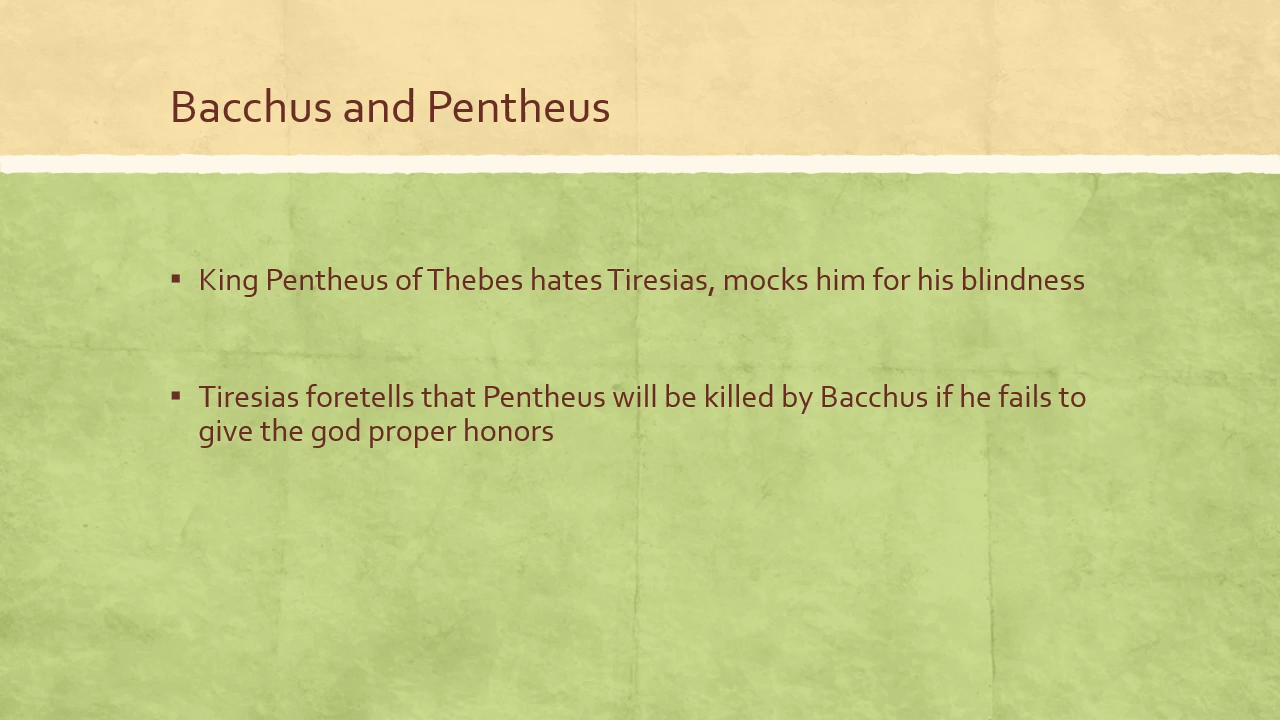 Bacchus and Pentheus
▪ King Pentheus of Thebes hates Tiresias, mocks him for his blindness
▪ Tiresias foretells that Pentheus will be killed by Bacchus if he fails to
give the god proper honors